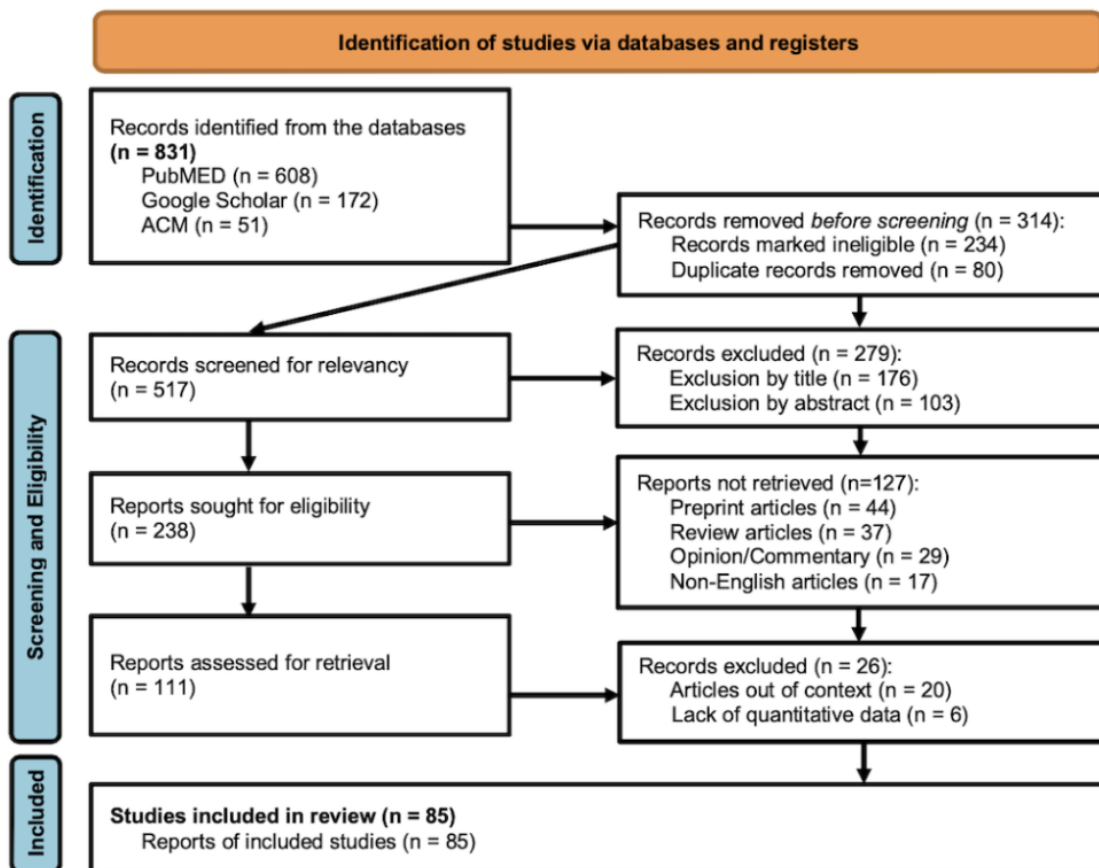 Identification of studies via databases and registers
Identification
Records identified from the databases
(n = 831)
PubMED (n = 608)
Google Scholar (n = 172)
ACM (n = 51)
Records removed before screening (n = 314):
Records marked ineligible (n = 234)
Duplicate records removed (n = 80)
Screening and Eligibility
Records screened for relevancy
(n = 517)
Records excluded (n = 279):
Exclusion by title (n = 176)
Exclusion by abstract (n = 103)
Reports sought for eligibility
(n = 238)
Reports not retrieved (n=127):
Preprint articles (n = 44)
Review articles (n = 37)
Opinion/Commentary (n = 29)
Non-English articles (n = 17)
Reports assessed for retrieval
(n = 111)
Records excluded (n = 26):
Articles out of context (n = 20)
Lack of quantitative data (n = 6)
Included
Studies included in review (n = 85)
Reports of included studies (n = 85)